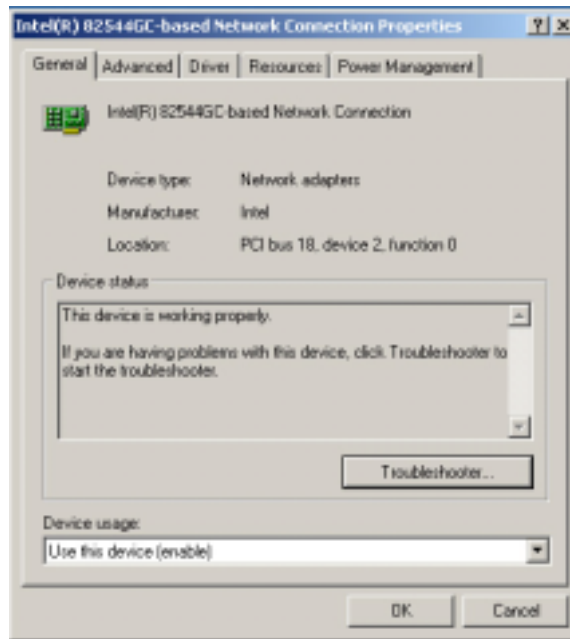 Intel(R) 82544GC-based Network Connection Properties
General Advanced Driver Resources Power Management
Intel(R) 82544GC-based Network Connection
Device type: Network adapters
Manufacturer: Intel
Location: PCI bus 18, device 2, function 0
Device status
This device is working properly.
If you are having problems with this device, click Troubleshooter to
start the troubleshooter.
Troubleshooter...
Device usage:
Use this device (enable)
OK Cancel